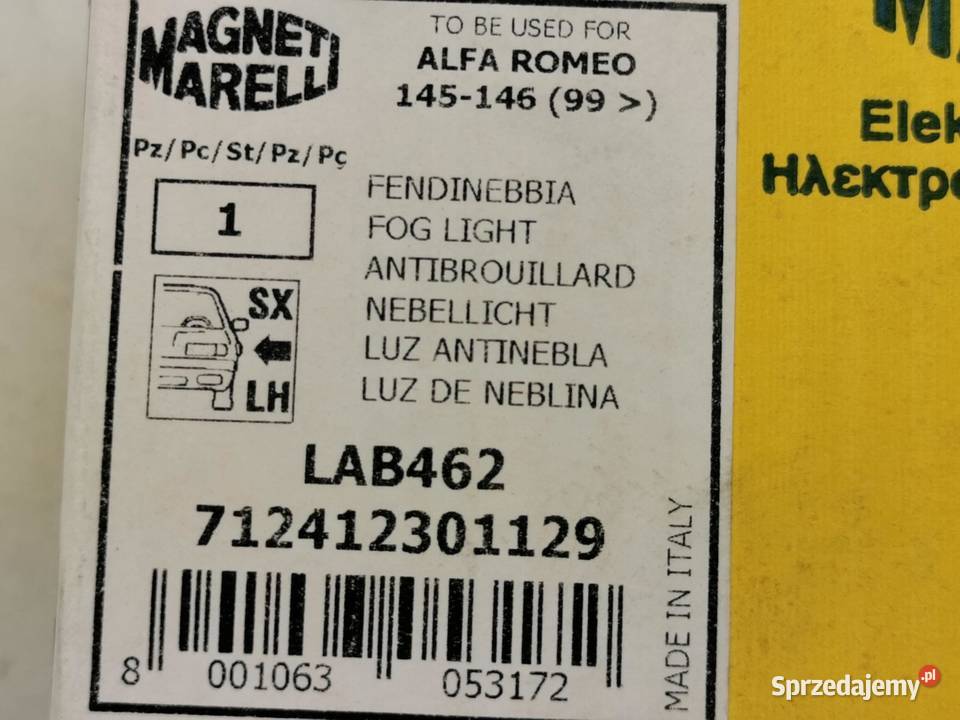 MAGNETI
MARELLI
TO BE USED FOR
ALFA ROMEO
145-146 (99 >)
Pz/Pc/St/Pz/Pç
1
SX
LH
FENDINEBBIA
FOG LIGHT
ANTIBROUILLARD
NEBELLICHT
LUZ ANTINEBLA
LUZ DE NEBLINA
LAB462
712412301129
8 001063 053172
MADE IN ITALY
Elek
Ηλεκτρο
Sprzedajemy.pl